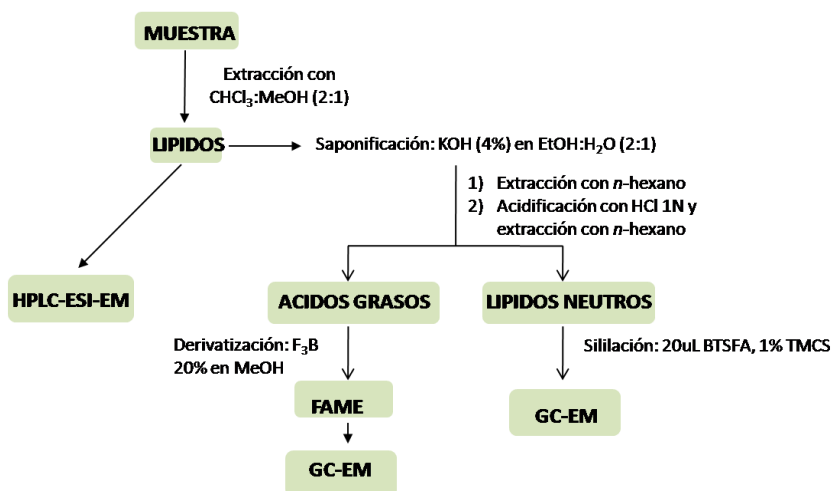 MUESTRA
Extracción con
CHCl₃:MeOH (2:1)
LIPIDOS
Saponificación: KOH (4%) en EtOH:H₂O (2:1)
1) Extracción con n-hexano
2) Acidificación con HCl 1N y
extracción con n-hexano
HPLC-ESI-EM
ACIDOS GRASOS
LIPIDOS NEUTROS
Derivatización: F₃B
20% en MeOH
Sililación: 20uL BTSFA, 1% TMCS
FAME
GC-EM
GC-EM